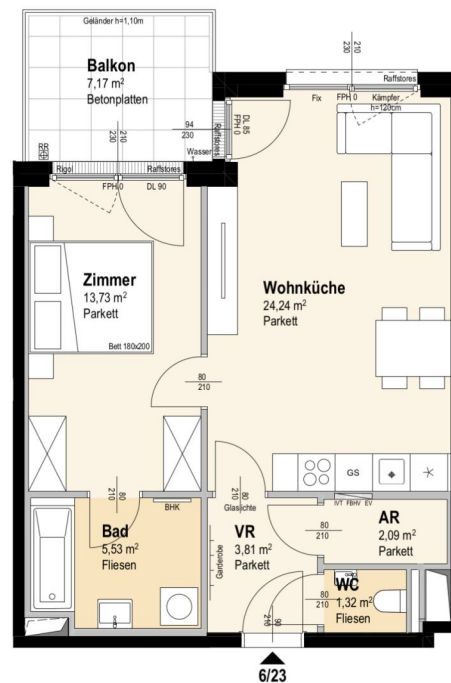 Geländer h=1,10m
Balkon
7,17 m²
Betonplatten
210
230
Raffstores
Fix
FPH 0
Kämpfer
h=120cm
94
230
DL 85
FPH 0
Raffstores
210
230
Wasser
RR
Rigol
Raffstores
FPH 0
DL 90
Zimmer
13,73 m²
Parkett
Bett 180x200
Wohnküche
24,24 m²
Parkett
80
210
GS
80
210
80
210
Glaslichte
IVT FBHV EV
BHK
Bad
5,53 m²
Fliesen
Garderobe
VR
3,81 m²
Parkett
80
210
AR
2,09 m²
Parkett
80
210
WC
1,32 m²
Fliesen
90
210
6/23